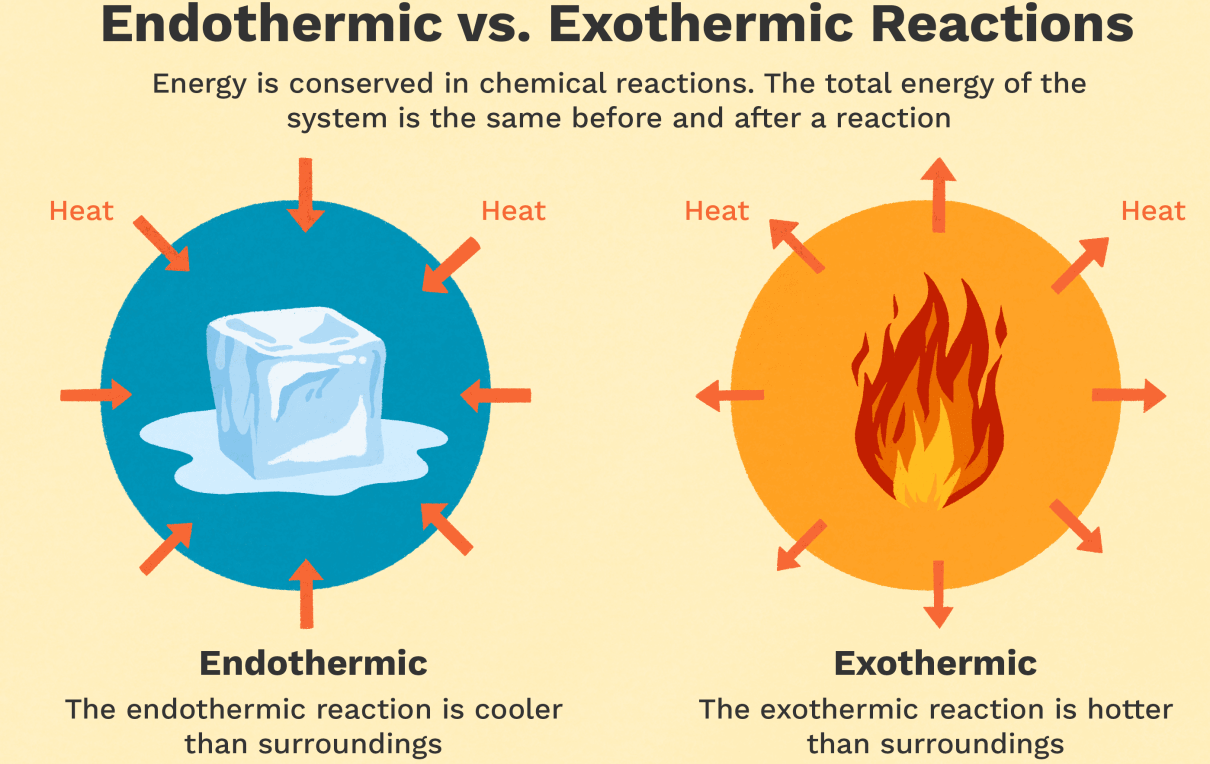 Endothermic vs. Exothermic Reactions
Energy is conserved in chemical reactions. The total energy of the
system is the same before and after a reaction
Heat
Heat
Heat
Heat
Endothermic
The endothermic reaction is cooler
than surroundings
Exothermic
The exothermic reaction is hotter
than surroundings